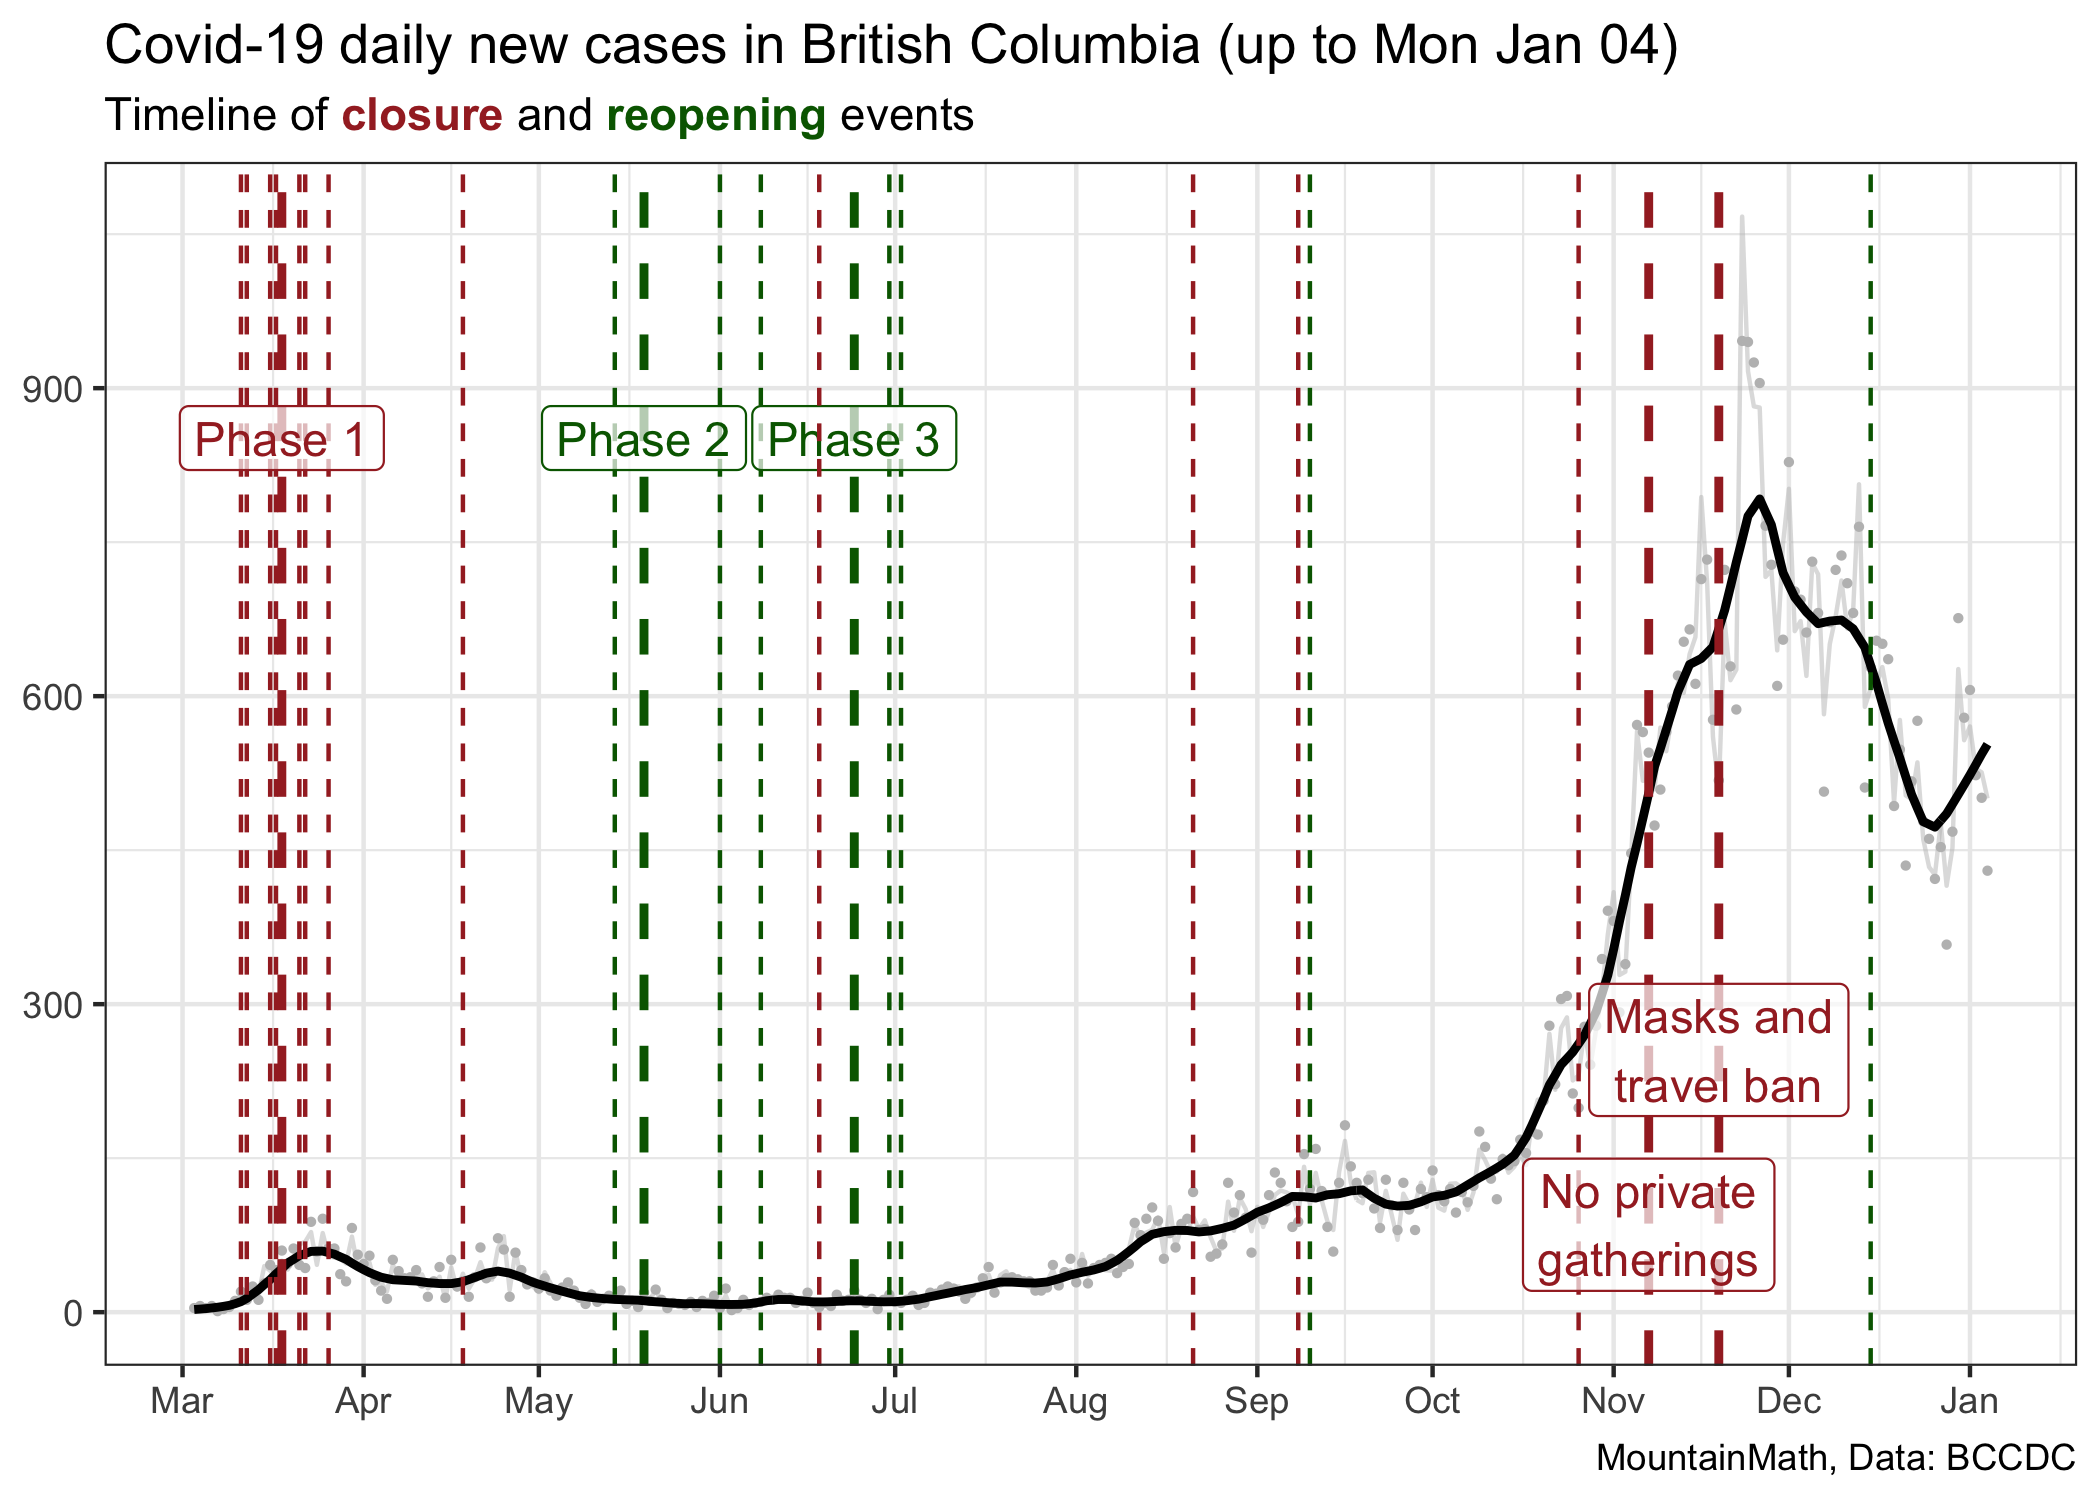 Covid-19 daily new cases in British Columbia (up to Mon Jan 04)
Timeline of closure and reopening events
900
600
300
0
Phase 1
Phase 2
Phase 3
Masks and
travel ban
No private
gatherings
Mar Apr May Jun Jul Aug Sep Oct Nov Dec Jan
MountainMath, Data: BCCDC